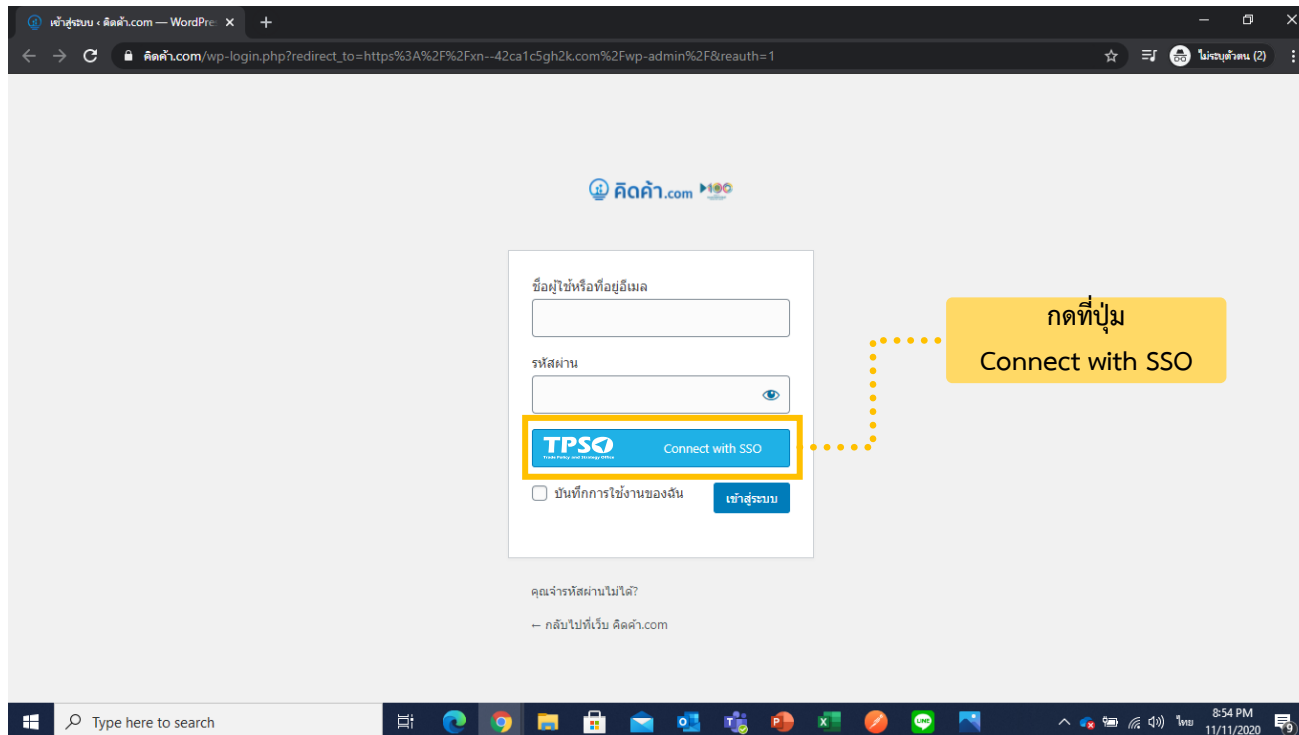 เข้าสู่ระบบ ‹ คิดค้า.com — WordPre
คิดค้า.com/wp-login.php?redirect_to=https%3A%2F%2Fxn--42ca1c5gh2k.com%2Fwp-admin%2F&reauth=1
ไม่ระบุตัวตน (2)
คิดค้า.com
ชื่อผู้ใช้หรือที่อยู่อีเมล
กดที่ปุ่ม
Connect with SSO
รหัสผ่าน
TPSO
Trade Policy and Strategy Office
Connect with SSO
บันทึกการใช้งานของฉัน
เข้าสู่ระบบ
คุณจำรหัสผ่านไม่ได้?
← กลับไปที่เว็บ คิดค้า.com
Type here to search
ไทย
8:54 PM
11/11/2020
9